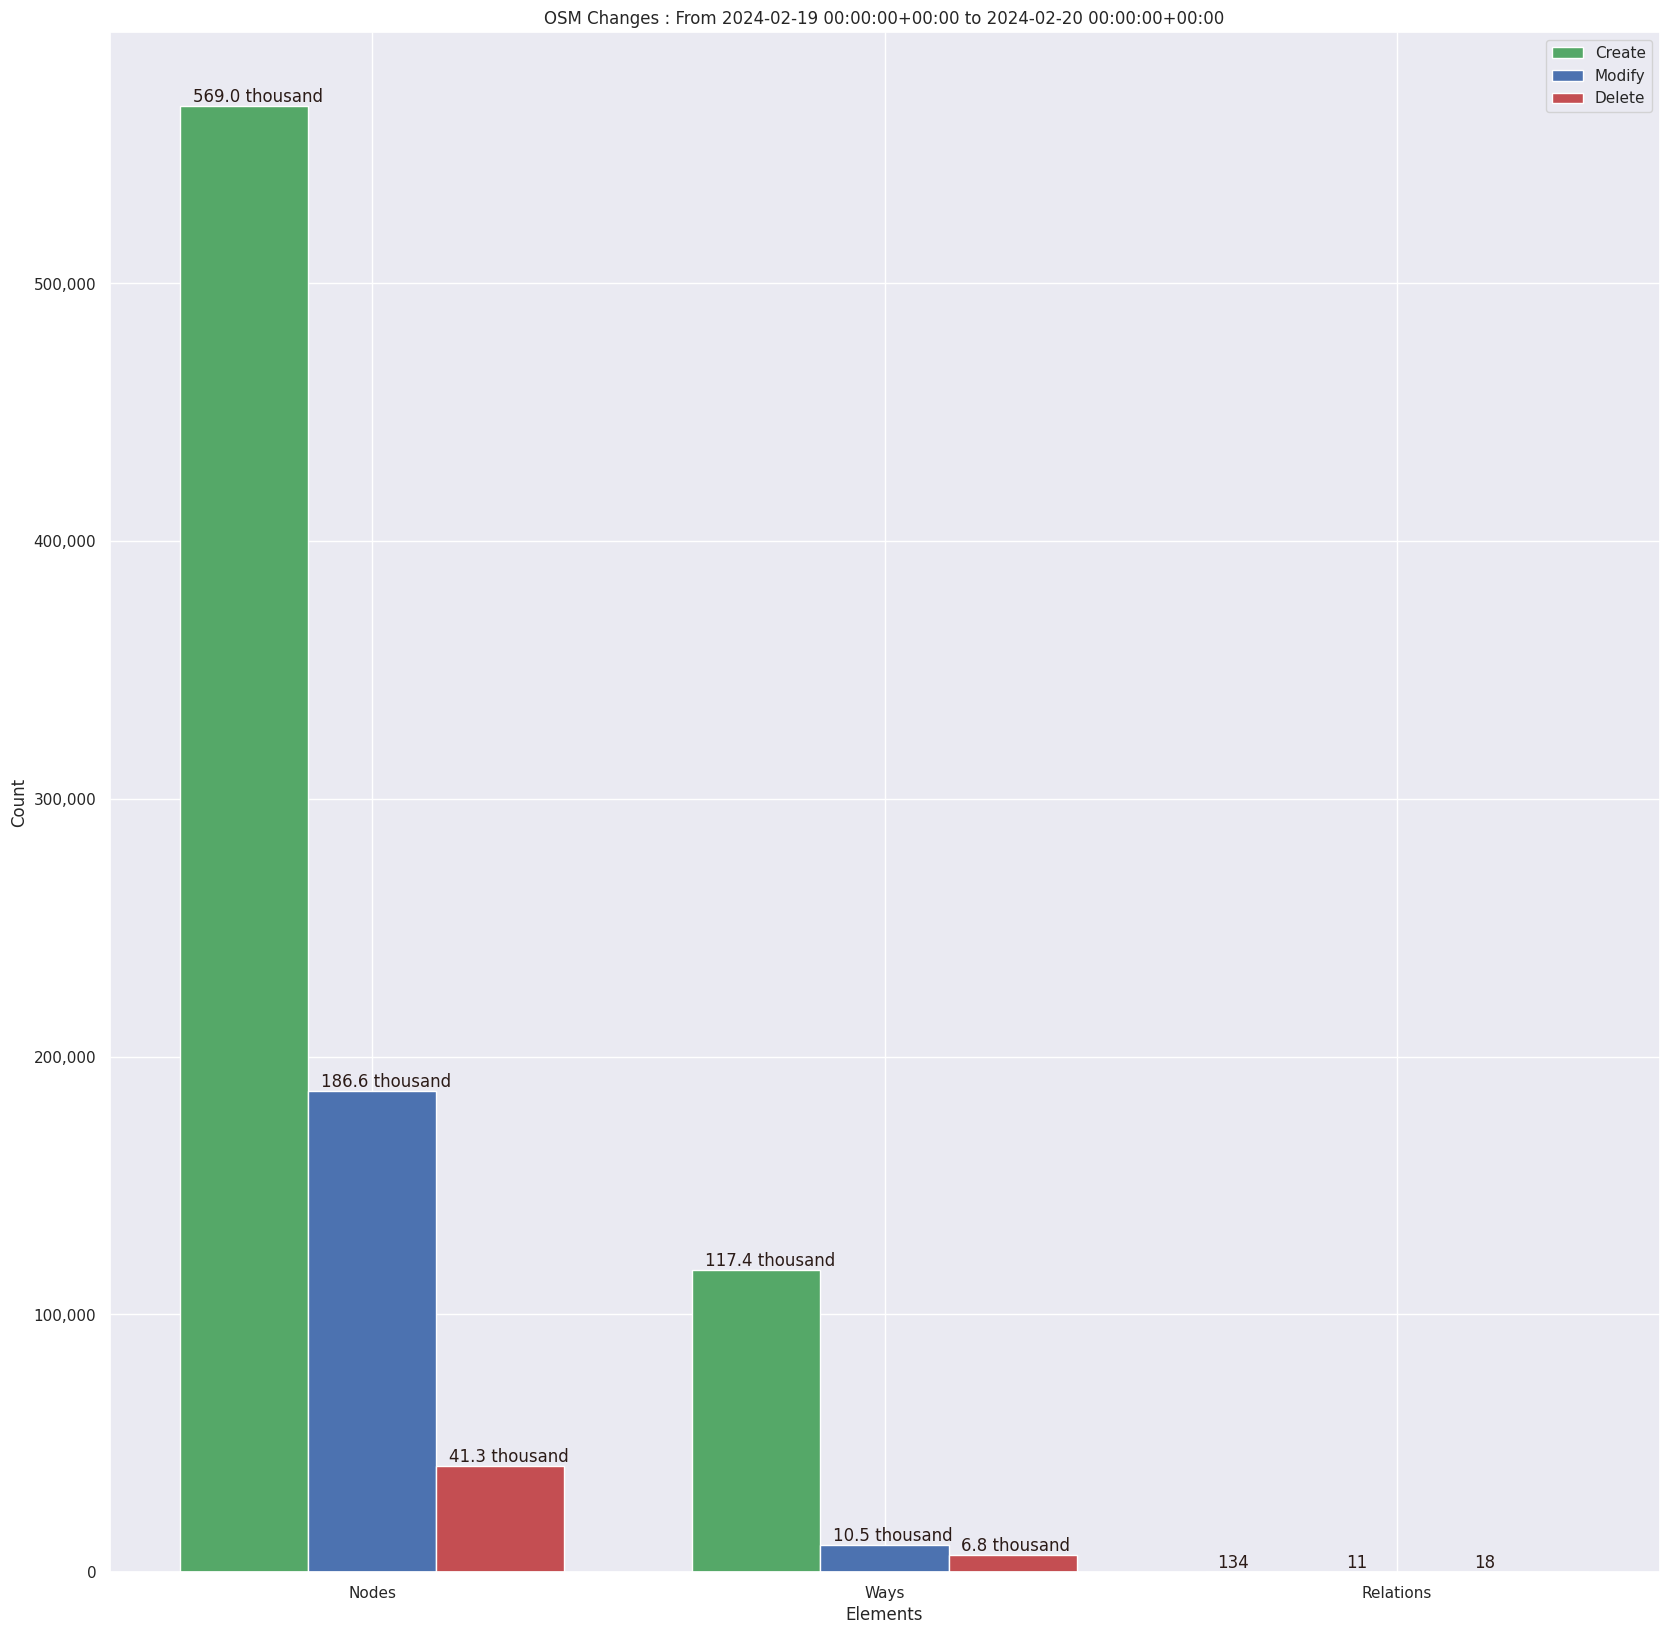 OSM Changes : From 2024-02-19 00:00:00+00:00 to 2024-02-20 00:00:00+00:00
Create
Modify
Delete
569.0 thousand
500,000
400,000
300,000
Count
200,000
186.6 thousand
117.4 thousand
100,000
41.3 thousand
10.5 thousand
6.8 thousand
134
11
18
0
Nodes
Ways
Relations
Elements